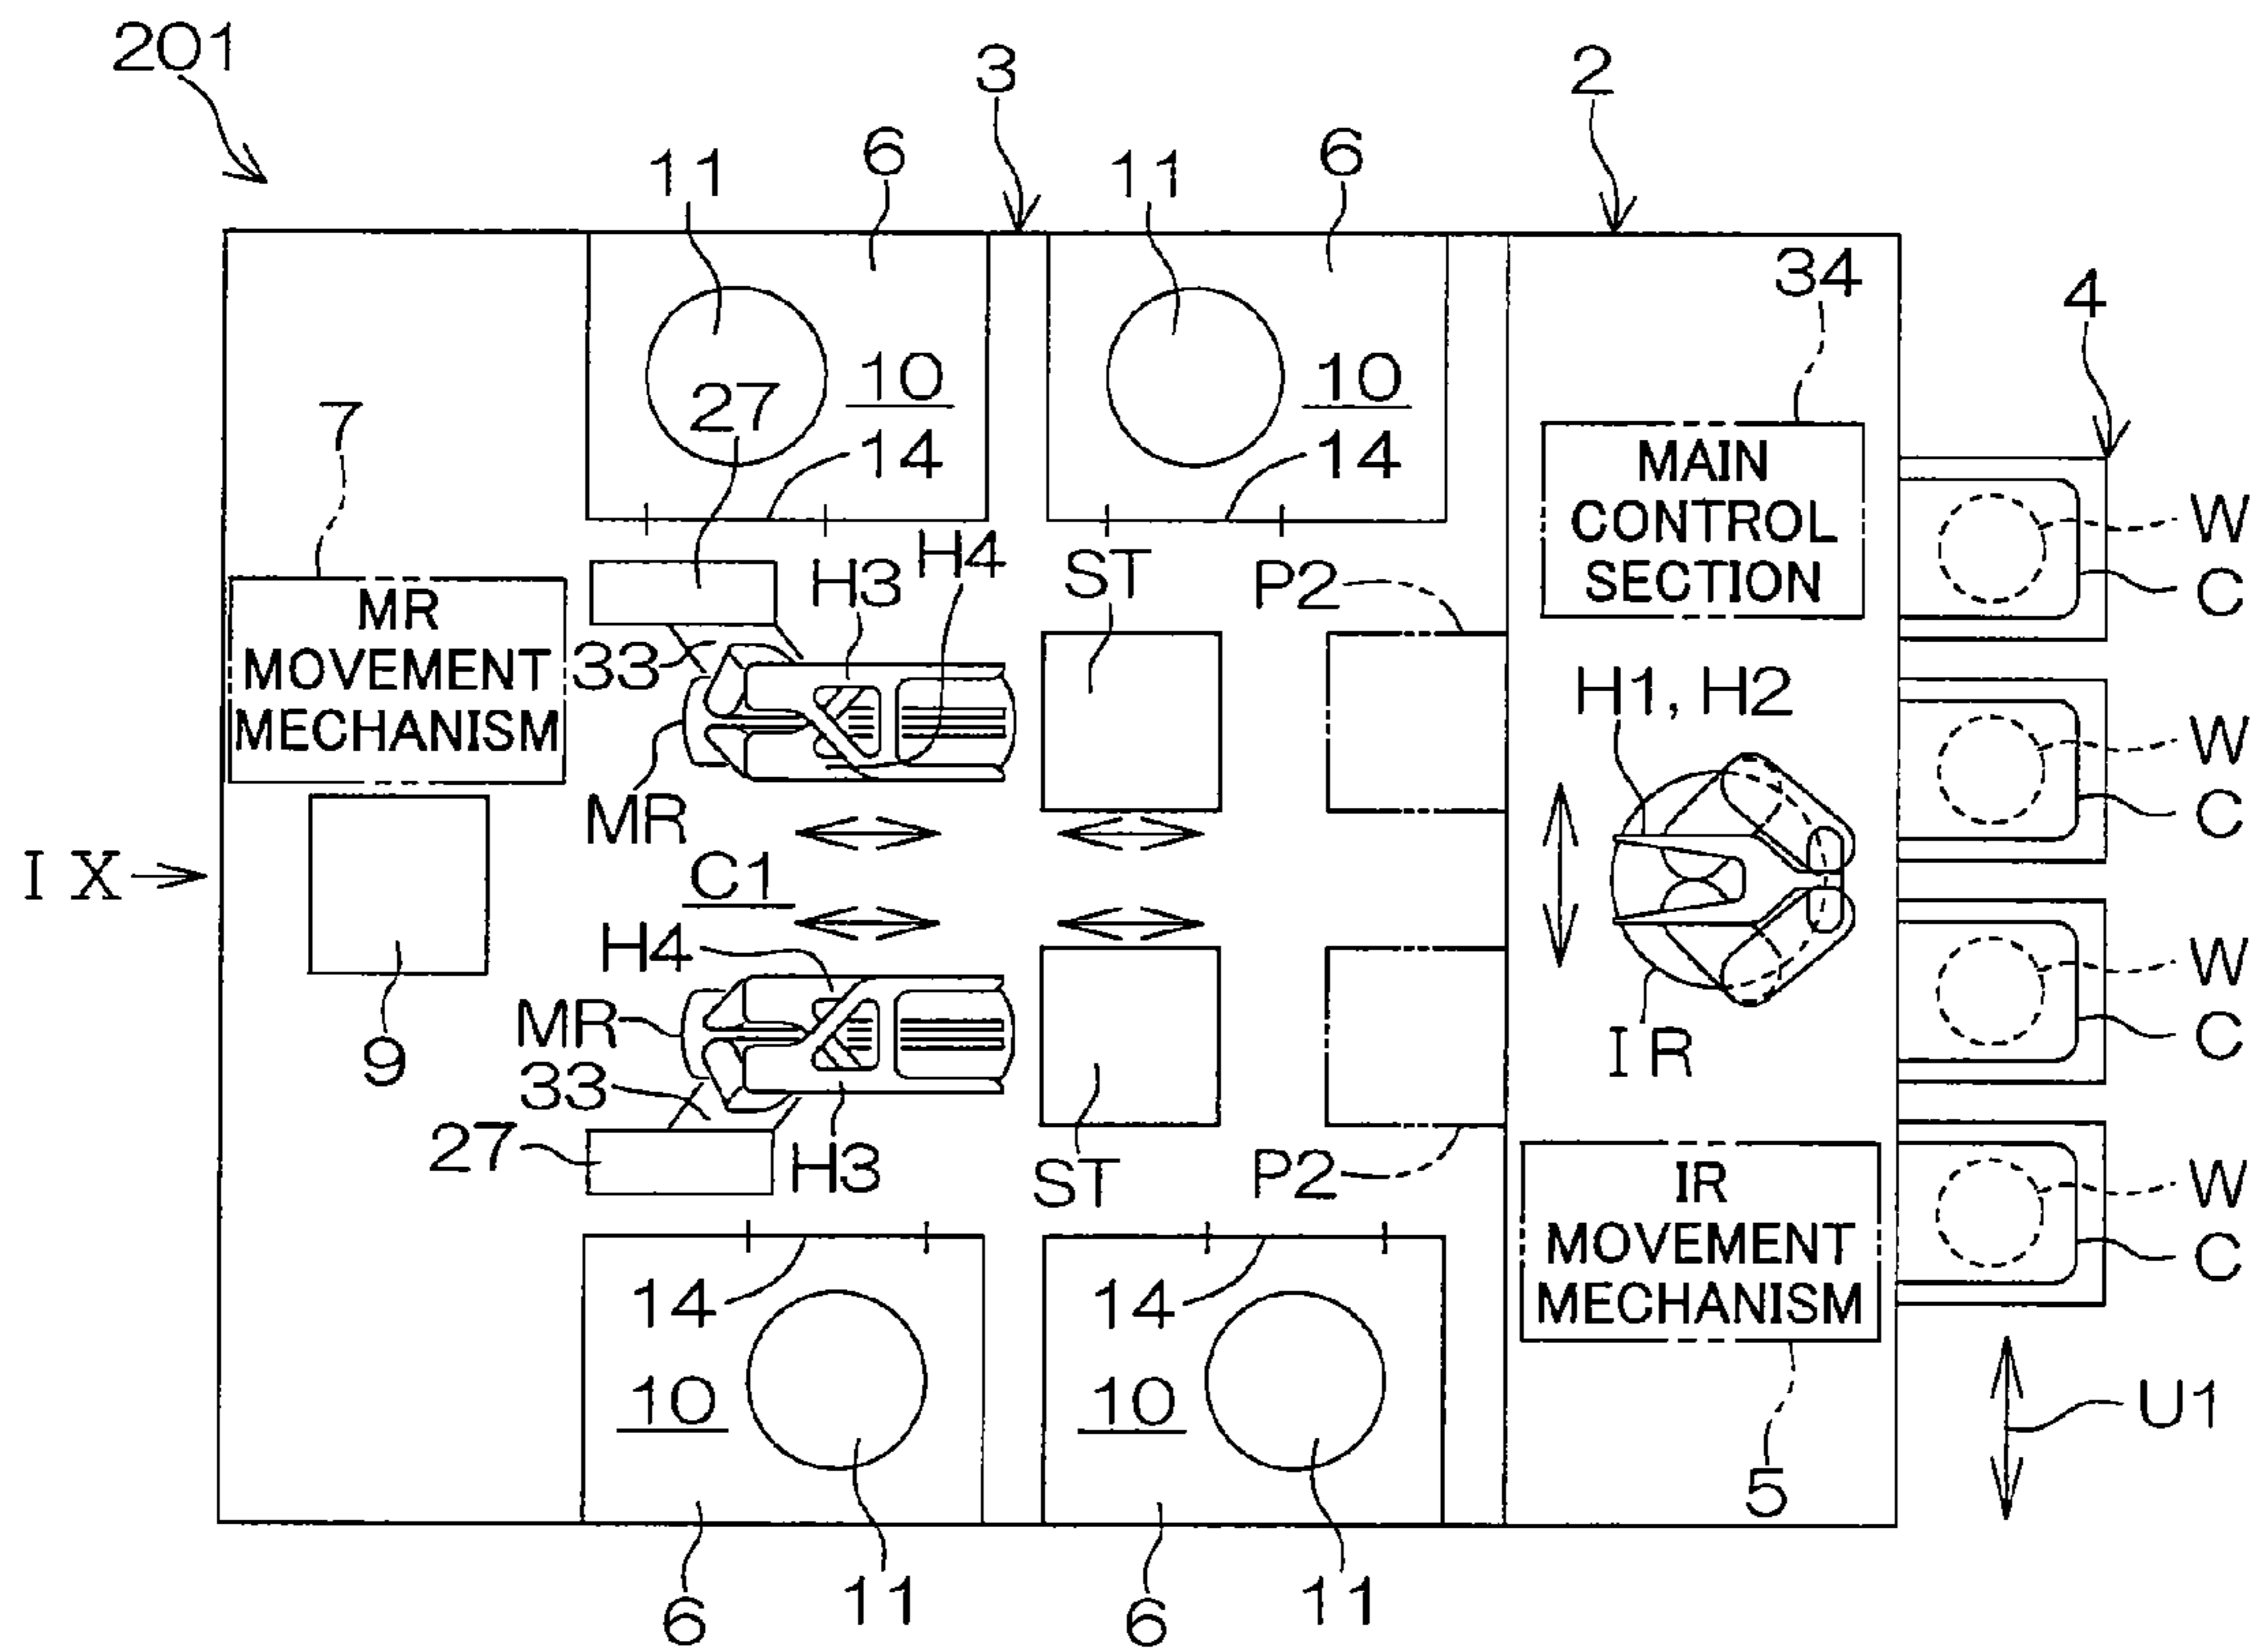 201
3
2
11
6
11
6
34
4
7
27
10
10
14
14
MAIN
CONTROL
SECTION
W
C
MR
MOVEMENT
MECHANISM
33
H3
H4
ST
P2
H1, H2
W
C
MR
IX
C1
H4
MR
9
33
IR
W
C
27
H3
ST
P2
IR
MOVEMENT
MECHANISM
W
C
14
14
10
10
U1
5
6
11
6
11